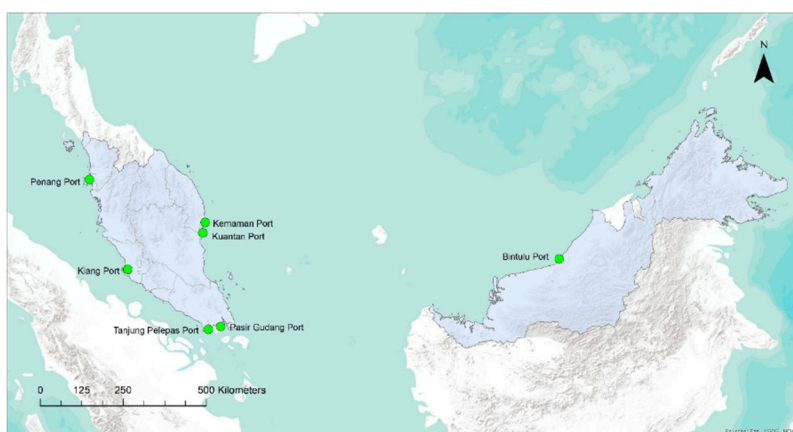 N
Penang Port
Kemaman Port
Kuantan Port
Bintulu Port
Klang Port
Pasir Gudang Port
Tanjung Pelepas Port
0 125 250 500 Kilometers